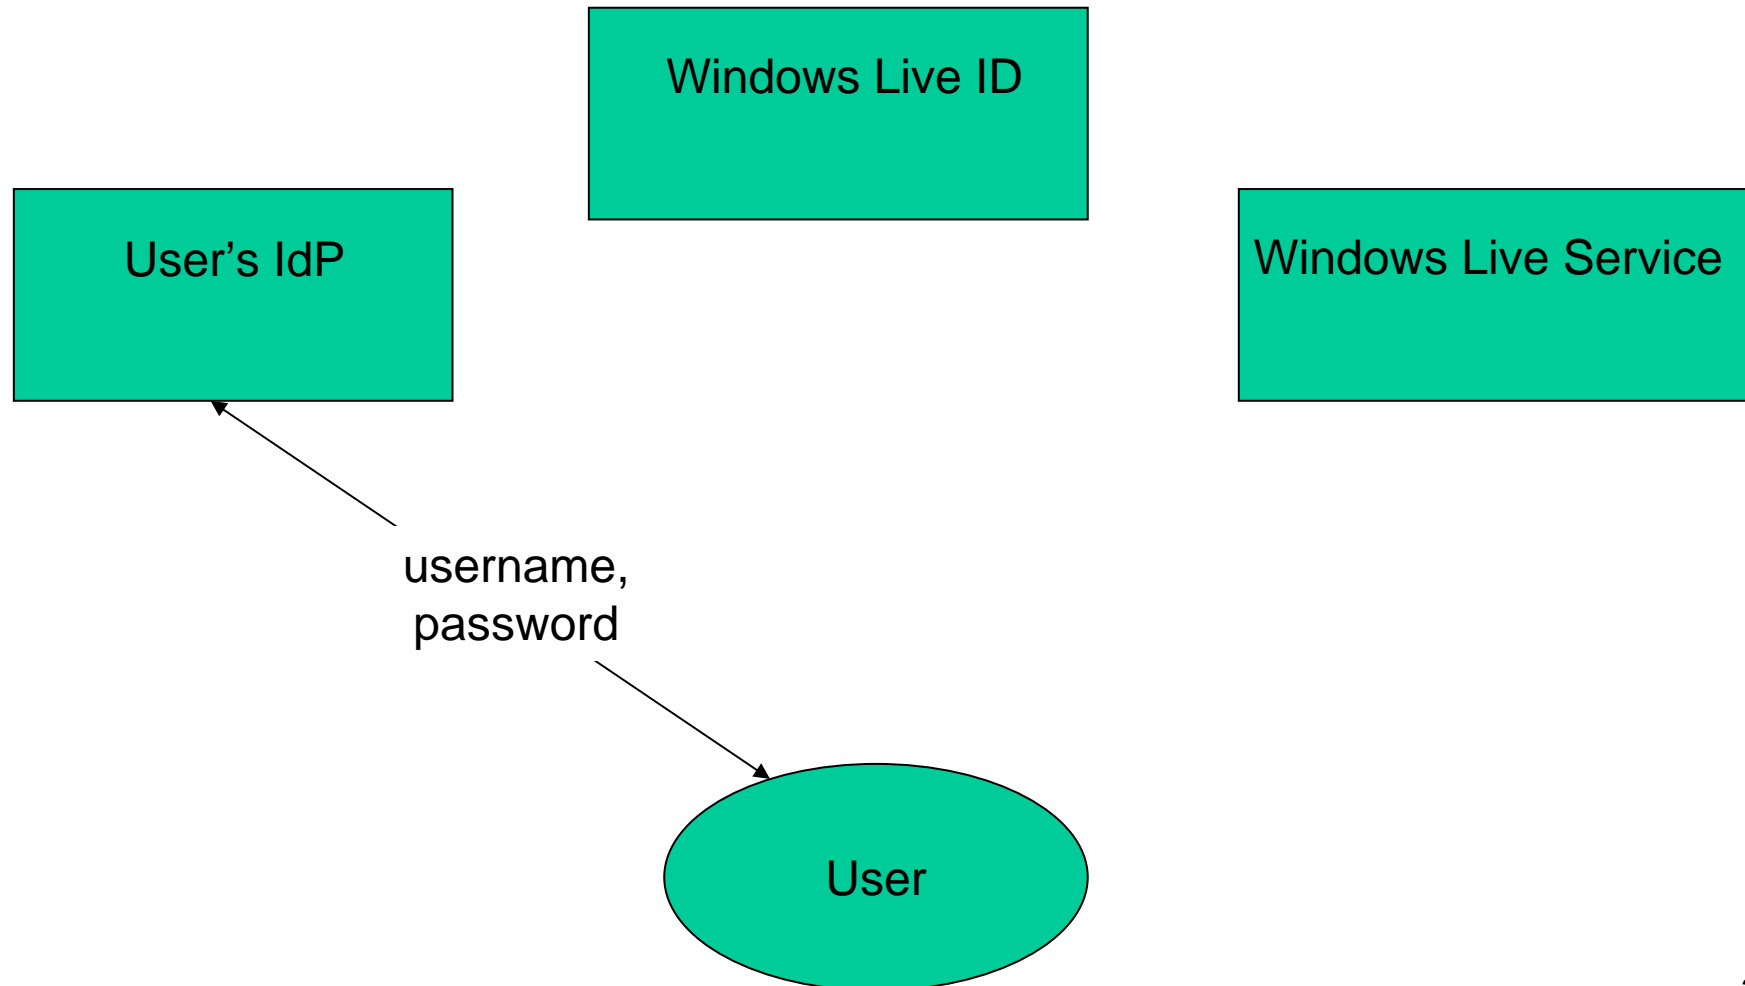 Windows Live ID
User’s IdP
Windows Live Service
username,
password
User